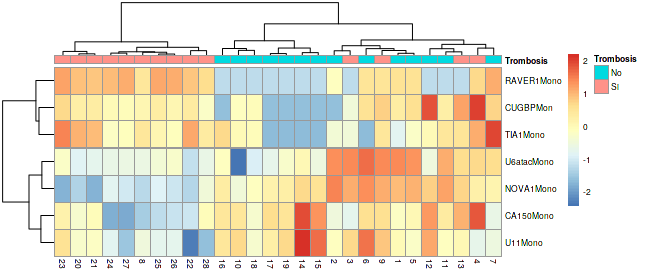 Trombosis
RAVER1Mono
CUGBPMon
TIA1Mono
U6atacMono
NOVA1Mono
CA150Mono
U11Mono
23 20 21 24 27 8 25 26 22 28 16 10 18 17 19 14 15 2 3 6 9 1 5 12 11 13 4 7
2
1
0
-1
-2
Trombosis
No
SI